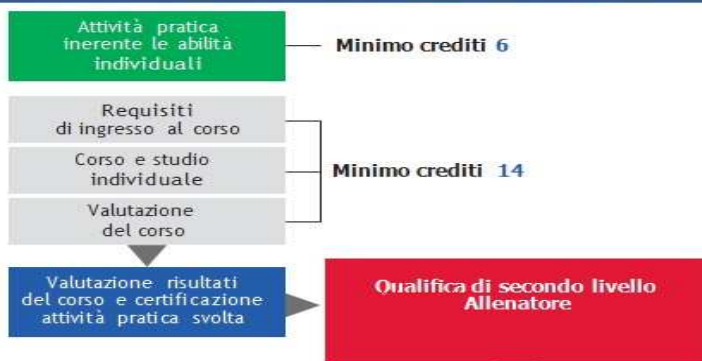 Attività pratica
inerente le abilità
individuali
Minimo crediti 6
Requisiti
di ingresso al corso
Corso e studio
individuale
Minimo crediti 14
Valutazione
del corso
Valutazione risultati
del corso e certificazione
attività pratica svolta
Qualifica di secondo livello
Allenatore